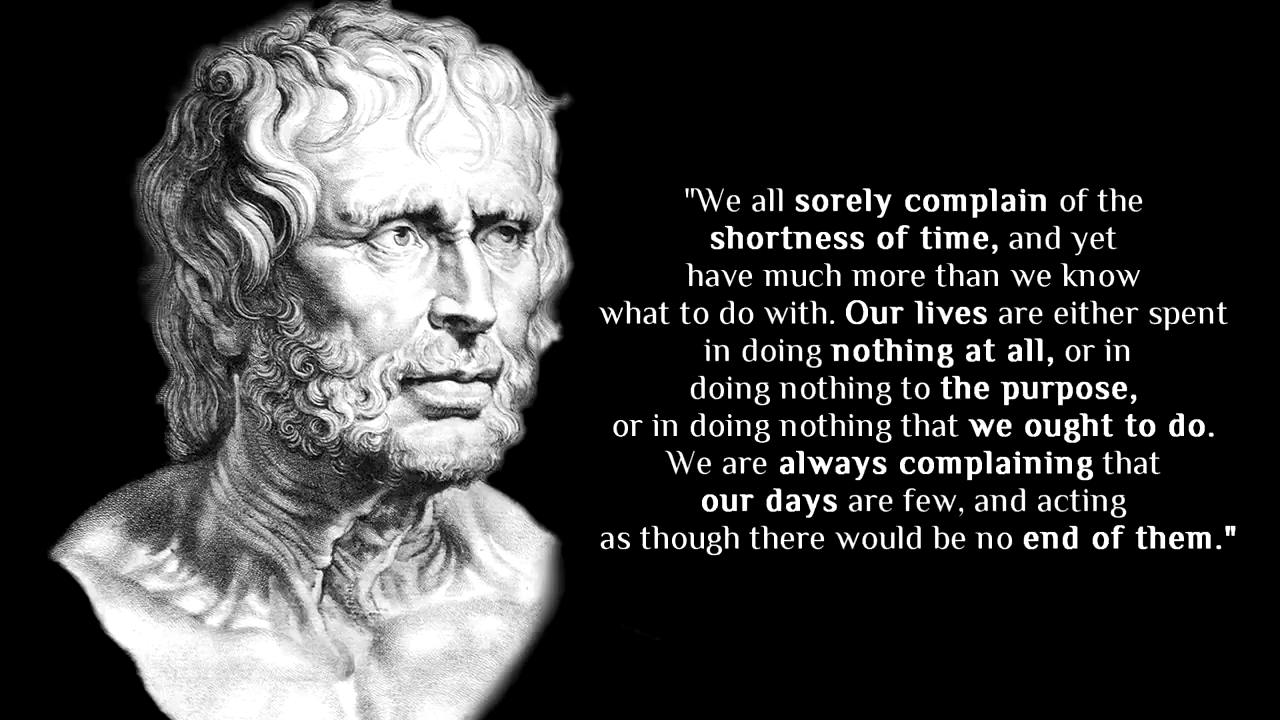 "We all sorely complain of the
shortness of time, and yet
have much more than we know
what to do with. Our lives are either spent
in doing nothing at all, or in
doing nothing to the purpose,
or in doing nothing that we ought to do.
We are always complaining that
our days are few, and acting
as though there would be no end of them."